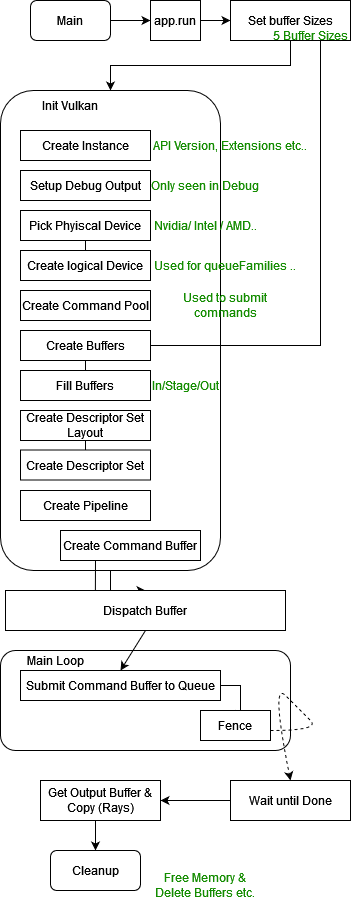 Main
app.run
Set buffer Sizes
5 Buffer Sizes
Init Vulkan
Create Instance
API Version, Extensions etc..
Setup Debug Output
Only seen in Debug
Pick Phyiscal Device
Nvidia/ Intel / AMD..
Create logical Device
Used for queueFamilies ..
Create Command Pool
Used to submit
commands
Create Buffers
Fill Buffers
In/Stage/Out
Create Descriptor Set
Layout
Create Descriptor Set
Create Pipeline
Create Command Buffer
Dispatch Buffer
Main Loop
Submit Command Buffer to Queue
Fence
Get Output Buffer &
Copy (Rays)
Wait until Done
Cleanup
Free Memory &
Delete Buffers etc.